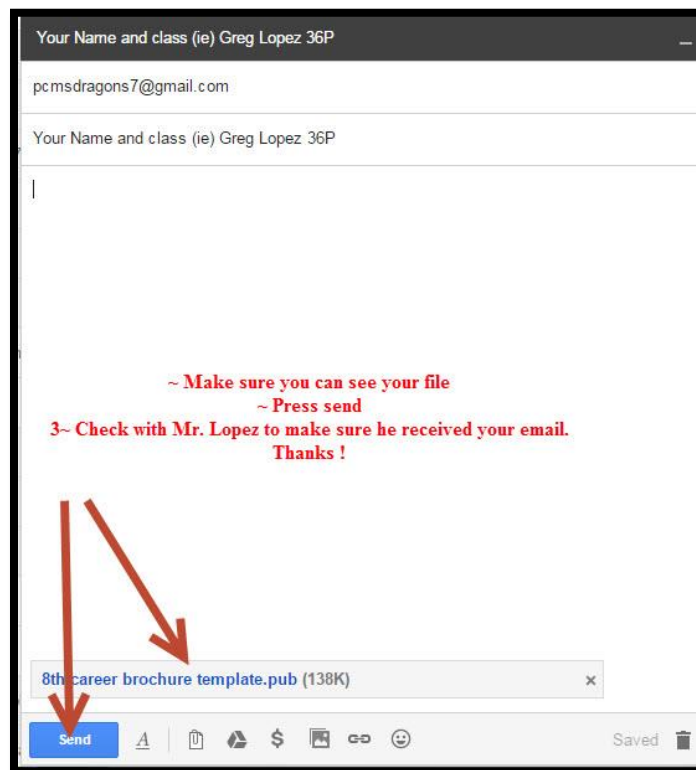 Your Name and class (ie) Greg Lopez 36P
pcmsdragons7@gmail.com
Your Name and class (ie) Greg Lopez 36P
~ Make sure you can see your file
~ Press send
3~ Check with Mr. Lopez to make sure he received your email.
Thanks !
8th career brochure template.pub (138K)
Send
Saved